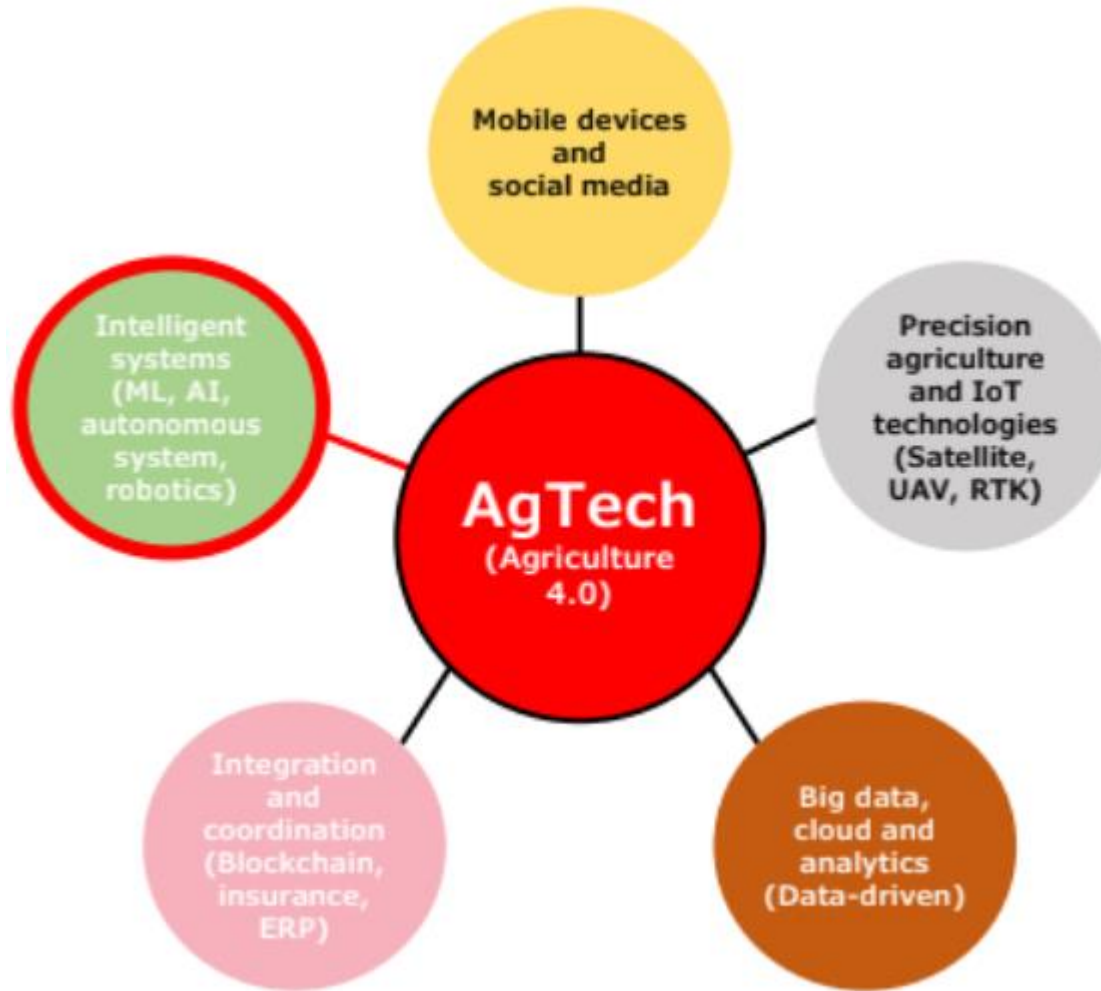 Mobile devices
and
social media
Intelligent
systems
(ML, AI,
autonomous
system,
robotics)
Precision
agriculture
and IoT
technologies
(Satellite,
UAV, RTK)
AgTech
(Agriculture
4.0)
Integration
and
coordination
(Blockchain,
insurance,
ERP)
Big data,
cloud and
analytics
(Data-driven)